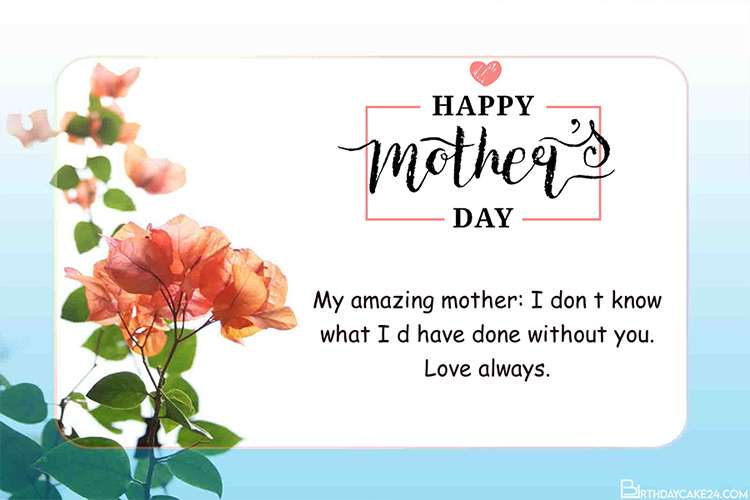 HAPPY
Mother's
DAY
My amazing mother: I don t know
what I d have done without you.
Love always.
BIRTHDAYCAKE24.COM